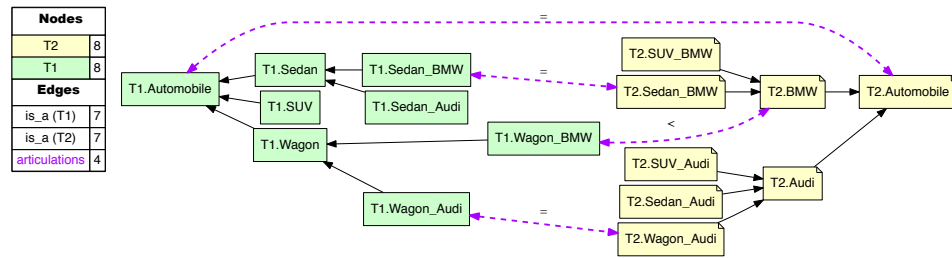 Nodes
T2 8
T1 8
Edges
is_a (T1) 7
is_a (T2) 7
articulations 4
=
T1.Automobile
T1.Sedan
T1.SUV
T1.Wagon
T1.Sedan_BMW
T1.Sedan_Audi
=
T1.Wagon_BMW
<
T1.Wagon_Audi
=
T2.SUV_BMW
T2.Sedan_BMW
T2.BMW
T2.Automobile
T2.SUV_Audi
T2.Sedan_Audi
T2.Audi
T2.Wagon_Audi